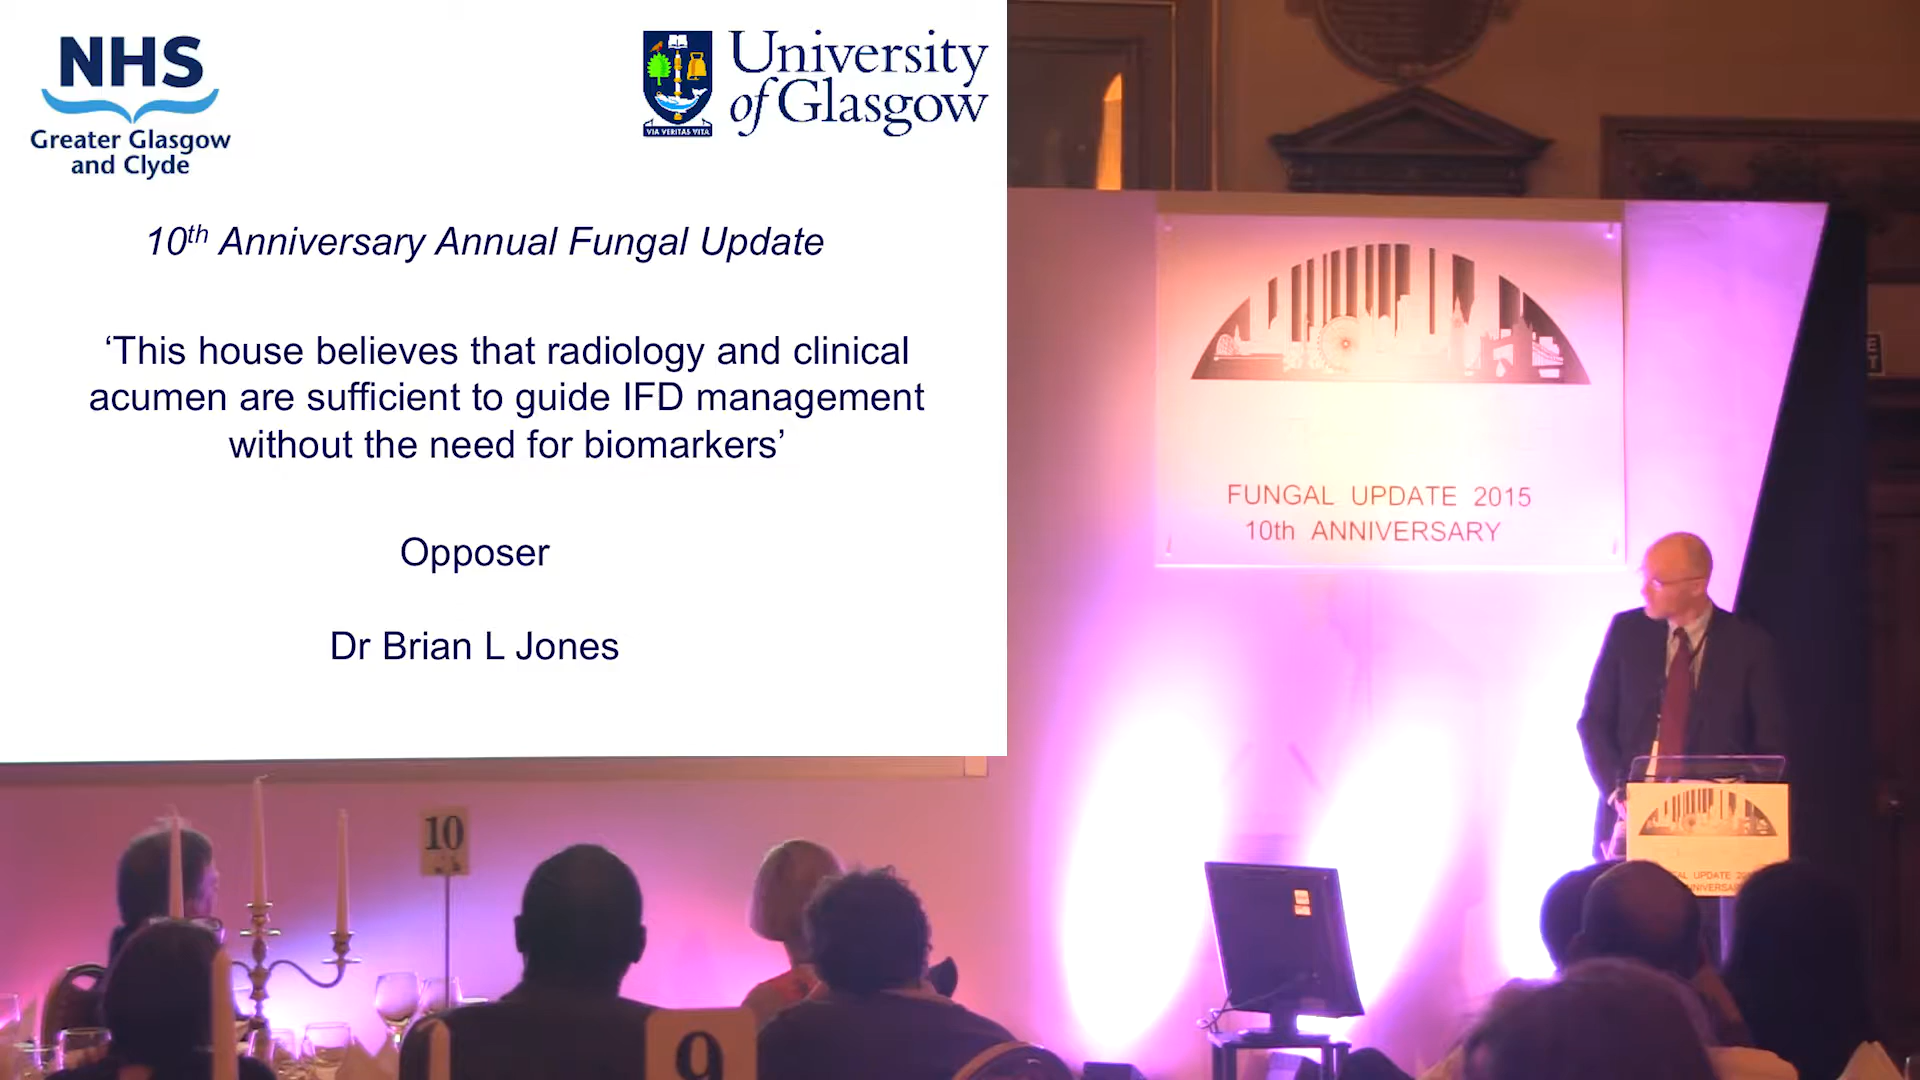 NHS
Greater Glasgow
and Clyde
University
of Glasgow
VIA VERITAS VITA
10th Anniversary Annual Fungal Update
‘This house believes that radiology and clinical
acumen are sufficient to guide IFD management
without the need for biomarkers’
Opposer
Dr Brian L Jones
FUNGAL UPDATE 2015
10th ANNIVERSARY
10
9